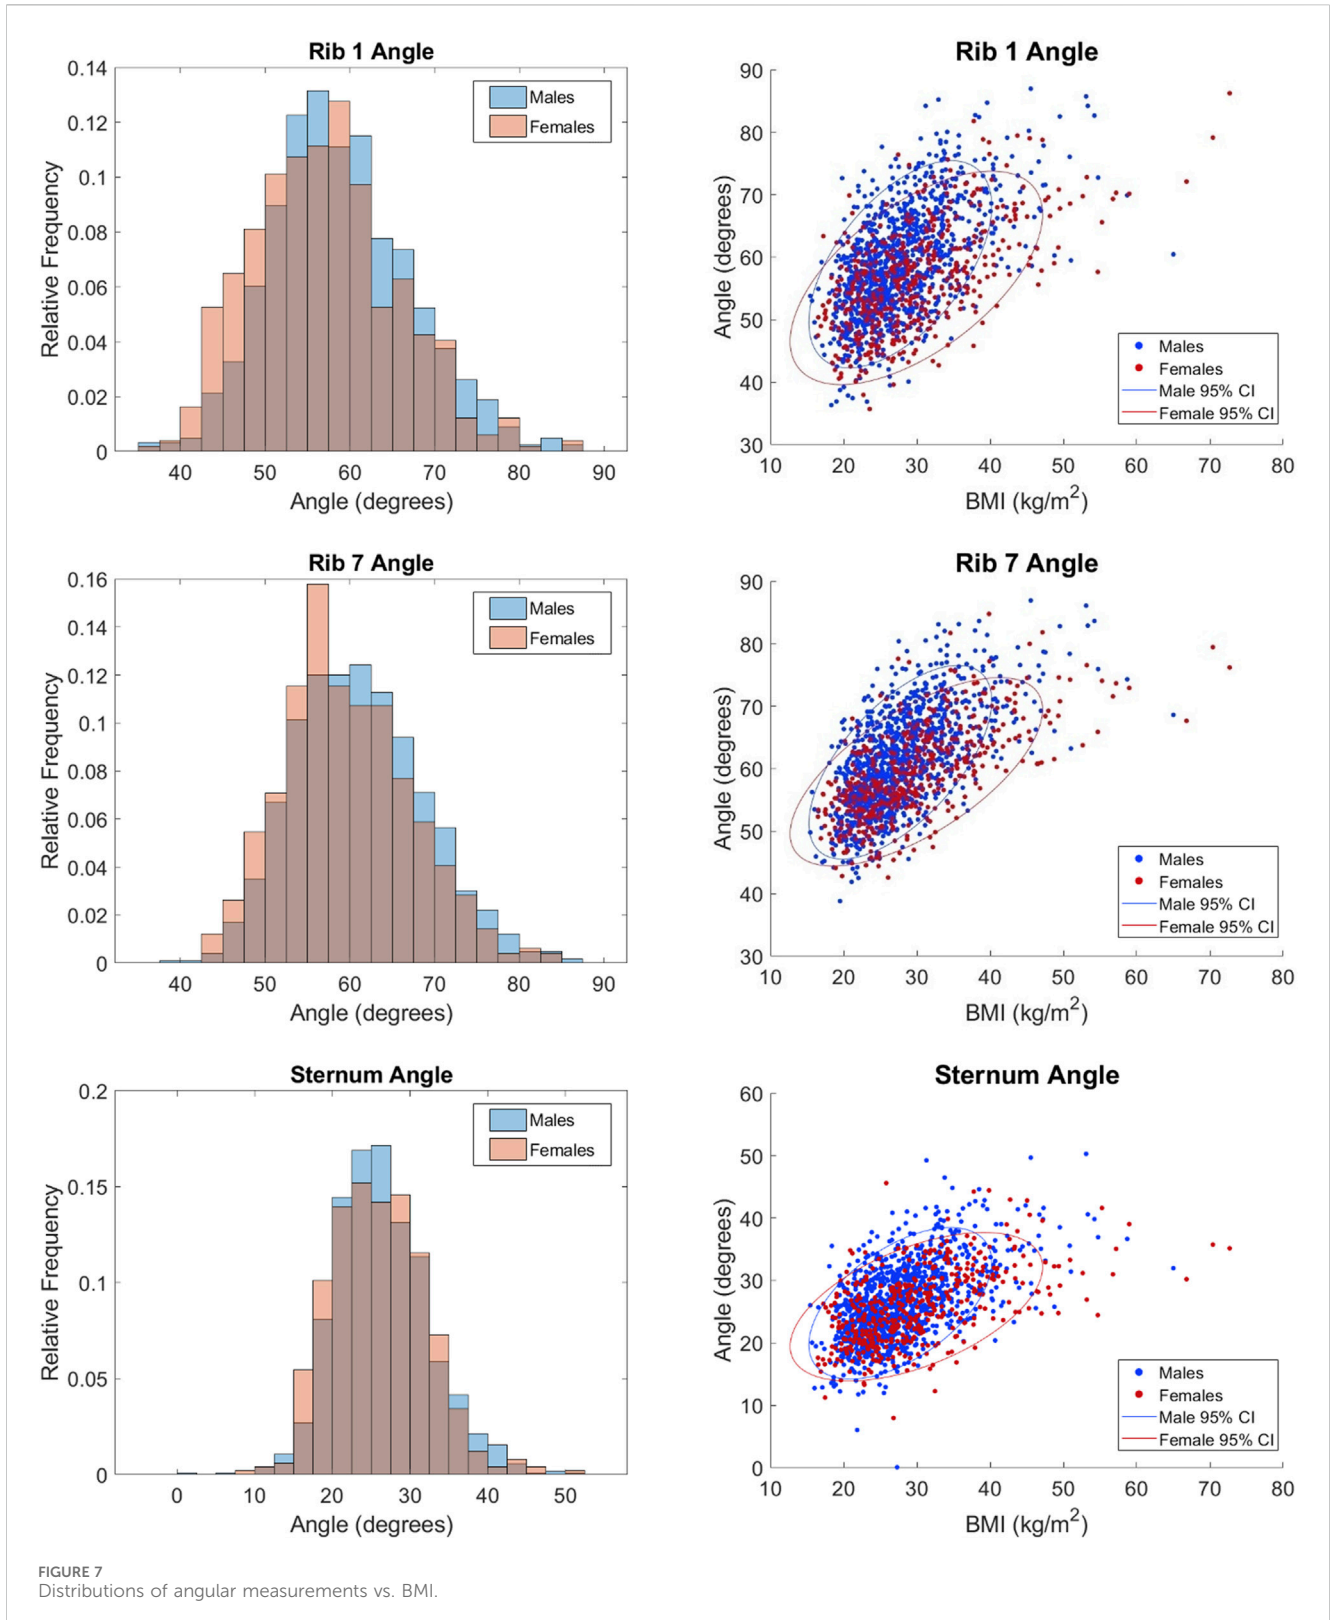 Rib 1 Angle
0.14
0.12
0.1
0.08
0.06
0.04
0.02
0
Relative Frequency
Males
Females
40 50 60 70 80 90
Angle (degrees)
Rib 1 Angle
90
80
70
60
50
40
30
Angle (degrees)
Males
Females
Male 95% CI
Female 95% CI
10 20 30 40 50 60 70 80
BMI (kg/m²)
Rib 7 Angle
0.16
0.14
0.12
0.1
0.08
0.06
0.04
0.02
0
Relative Frequency
Males
Females
40 50 60 70 80 90
Angle (degrees)
Rib 7 Angle
90
80
70
60
50
40
30
Angle (degrees)
Males
Females
Male 95% CI
Female 95% CI
10 20 30 40 50 60 70 80
BMI (kg/m²)
Sternum Angle
0.2
0.15
0.1
0.05
0
Relative Frequency
Males
Females
0 10 20 30 40 50
Angle (degrees)
Sternum Angle
60
50
40
30
20
10
0
Angle (degrees)
Males
Females
Male 95% CI
Female 95% CI
10 20 30 40 50 60 70 80
BMI (kg/m²)
FIGURE 7
Distributions of angular measurements vs. BMI.